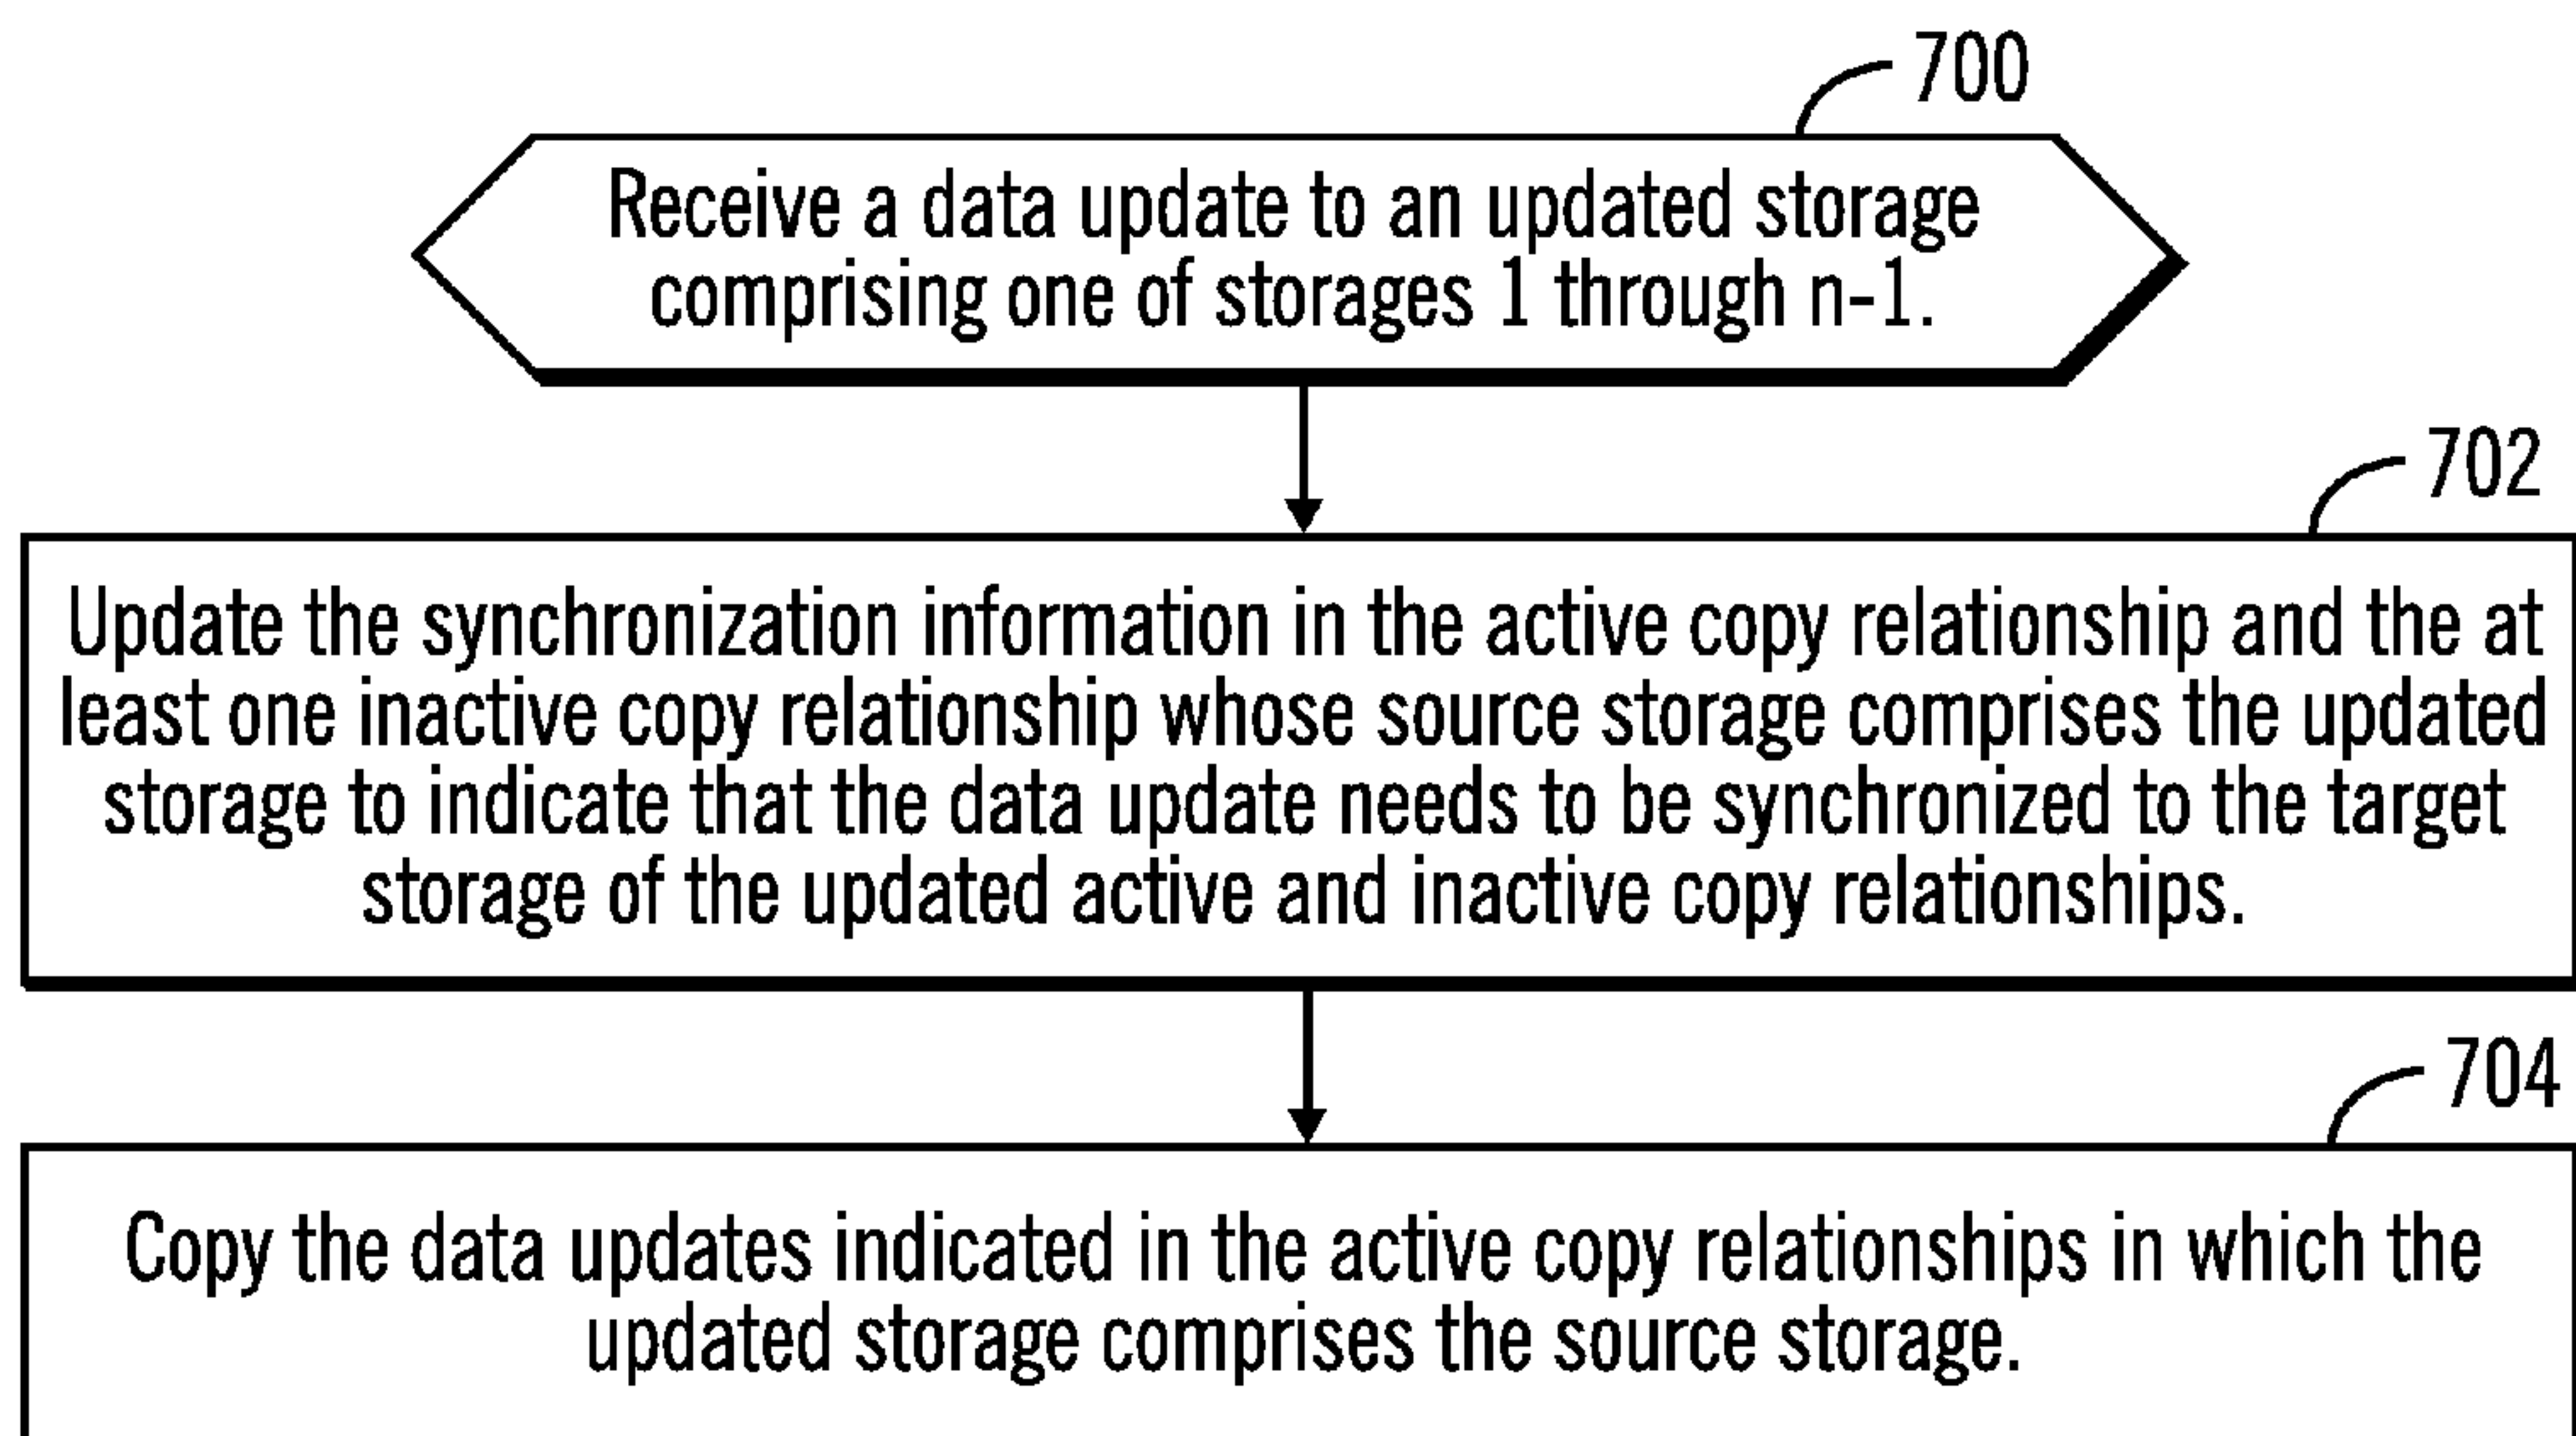 700
Receive a data update to an updated storage
comprising one of storages 1 through n-1.
702
Update the synchronization information in the active copy relationship and the at
least one inactive copy relationship whose source storage comprises the updated
storage to indicate that the data update needs to be synchronized to the target
storage of the updated active and inactive copy relationships.
704
Copy the data updates indicated in the active copy relationships in which the
updated storage comprises the source storage.